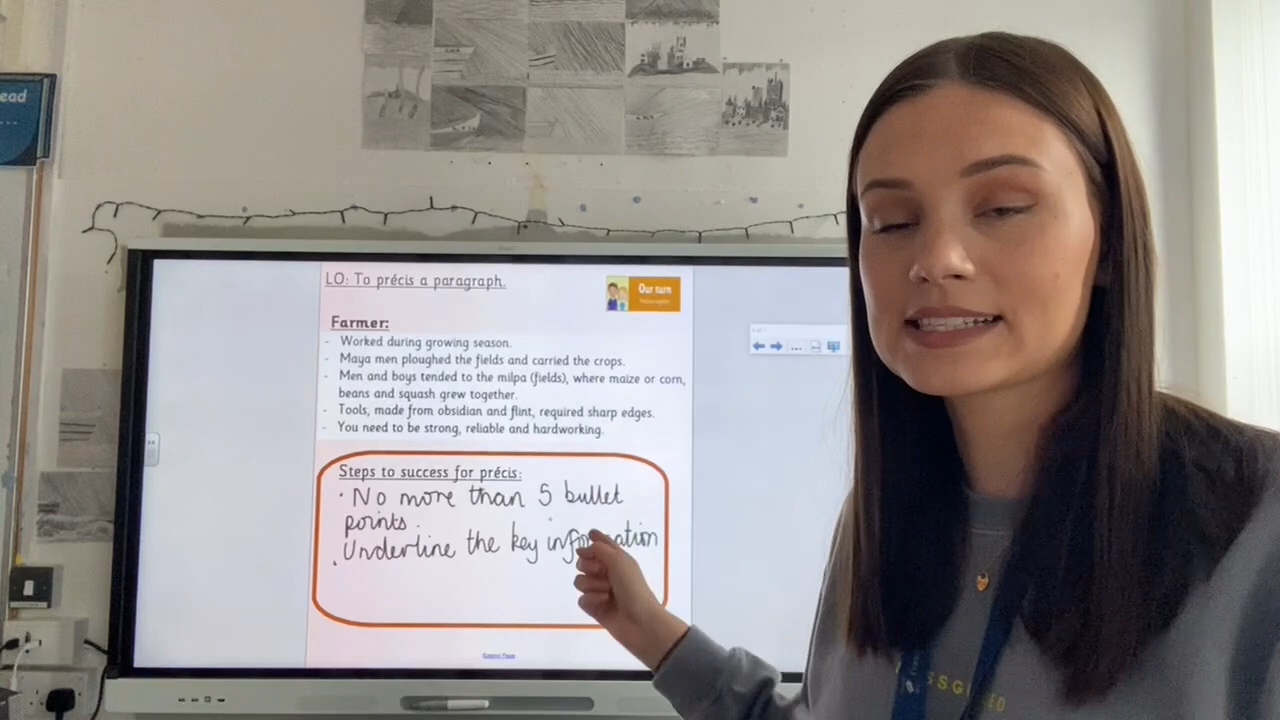 ead
LO: To précis a paragraph.
Our turn
Farmer:
- Worked during growing season.
- Maya men ploughed the fields and carried the crops.
- Men and boys tended to the milpa (fields), where maize or corn,
beans and squash grew together.
- Tools, made from obsidian and flint, required sharp edges.
- You need to be strong, reliable and hardworking.
Steps to success for précis:
· No more than 5 bullet
points
. Underline the key information